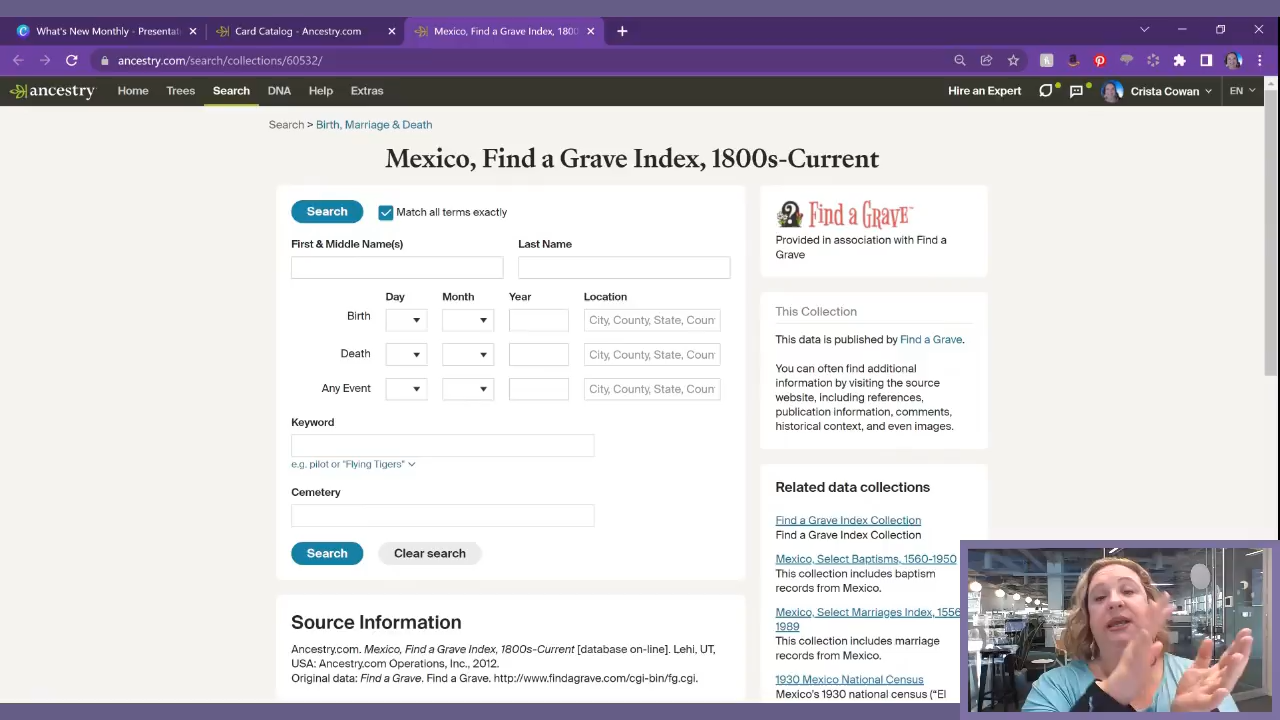 What's New Monthly - Presentat
Card Catalog - Ancestry.com
Mexico, Find a Grave Index, 1800
ancestry.com/search/collections/60532/
ancestry
Home
Trees
Search
DNA
Help
Extras
Hire an Expert
Crista Cowan
EN
Search > Birth, Marriage & Death
Mexico, Find a Grave Index, 1800s-Current
Search
Match all terms exactly
First & Middle Name(s)
Last Name
Day
Month
Year
Location
Birth
City, County, State, Coun
Death
City, County, State, Coun
Any Event
City, County, State, Coun
Keyword
e.g. pilot or "Flying Tigers"
Cemetery
Search
Clear search
Source Information
Ancestry.com. Mexico, Find a Grave Index, 1800s-Current [database on-line]. Lehi, UT,
USA: Ancestry.com Operations, Inc., 2012.
Original data: Find a Grave. Find a Grave. http://www.findagrave.com/cgi-bin/fg.cgi.
Find a Grave™
Provided in association with Find a
Grave
This Collection
This data is published by Find a Grave.
You can often find additional
information by visiting the source
website, including references,
publication information, comments,
historical context, and even images.
Related data collections
Find a Grave Index Collection
Find a Grave Index Collection
Mexico, Select Baptisms, 1560-1950
This collection includes baptism
records from Mexico.
Mexico, Select Marriages Index, 1556
1989
This collection includes marriage
records from Mexico.
1930 Mexico National Census
Mexico's 1930 national census ("El